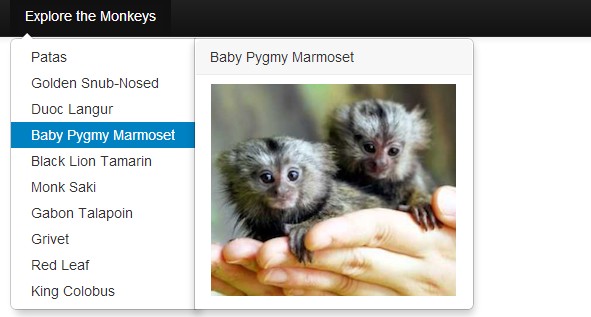 Explore the Monkeys
Patas
Golden Snub-Nosed
Duoc Langur
Baby Pygmy Marmoset
Black Lion Tamarin
Monk Saki
Gabon Talapoin
Grivet
Red Leaf
King Colobus
Baby Pygmy Marmoset